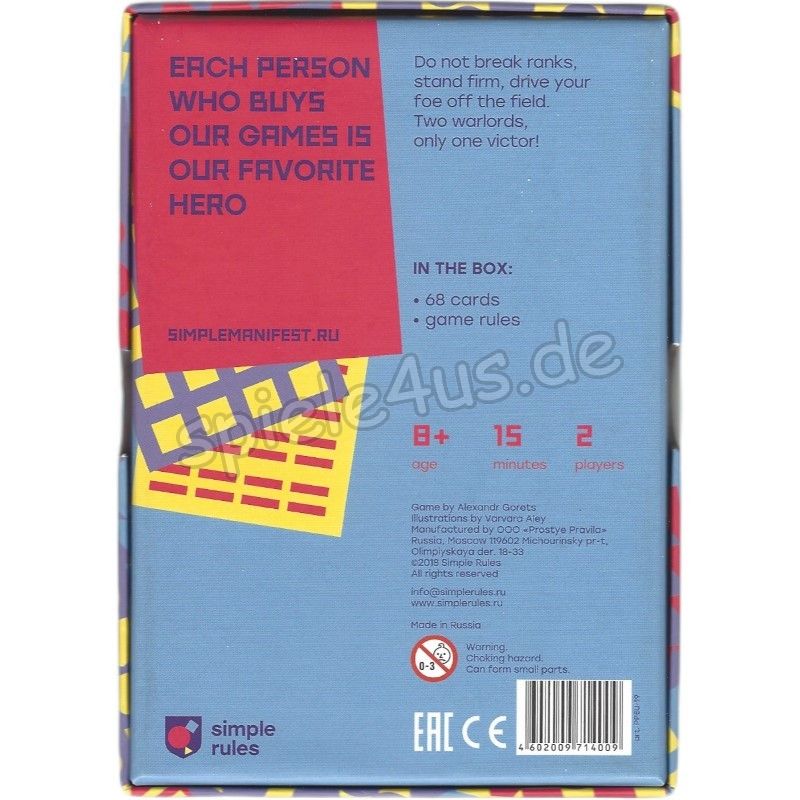 EACH PERSON
WHO BUYS
OUR GAMES IS
OUR FAVORITE
HERO
SIMPLEMANIFEST.RU
Do not break ranks,
stand firm, drive your
foe off the field.
Two warlords,
only one victor!
IN THE BOX:
• 68 cards
• game rules
spiele4us.de
8+ 15 2
age minutes players
Game by Alexandr Gorets
Illustrations by Varvara Aley
Manufactured by OOO «Prostye Pravila»
Russia, Moscow 119602 Michourinsky pr-t,
Olimpiyskaya der. 18-33
©2018 Simple Rules
All rights reserved
info@simplerules.ru
www.simplerules.ru
Made in Russia
0-3
Warning.
Choking hazard.
Can form small parts.
simple
rules
EAC CE
4 602009 714009